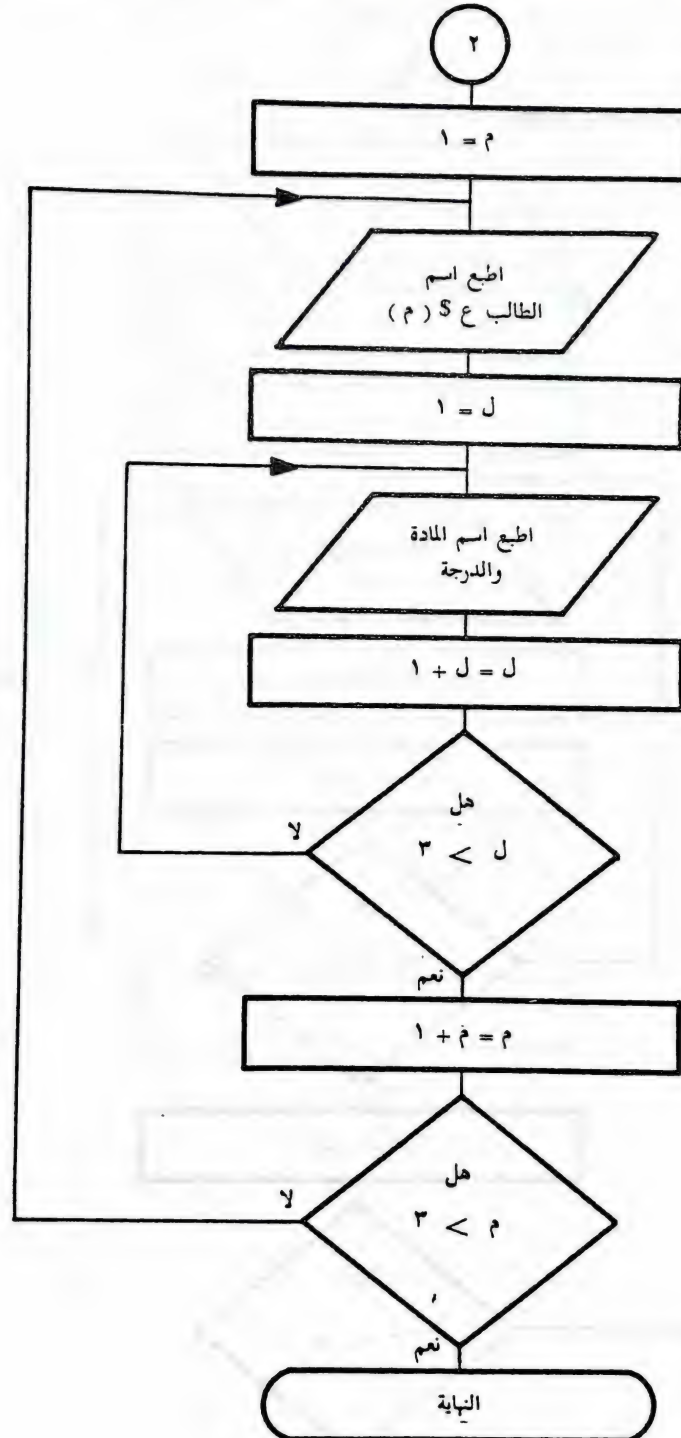 ٢
م = ١
اطبع اسم
الطالب ع $ ( م )
ل = ١
اطبع اسم المادة
والدرجة
ل = ل + ١
هل
ل > ٣
لا
نعم
م = م + ١
هل
م > ٣
لا
نعم
النهاية